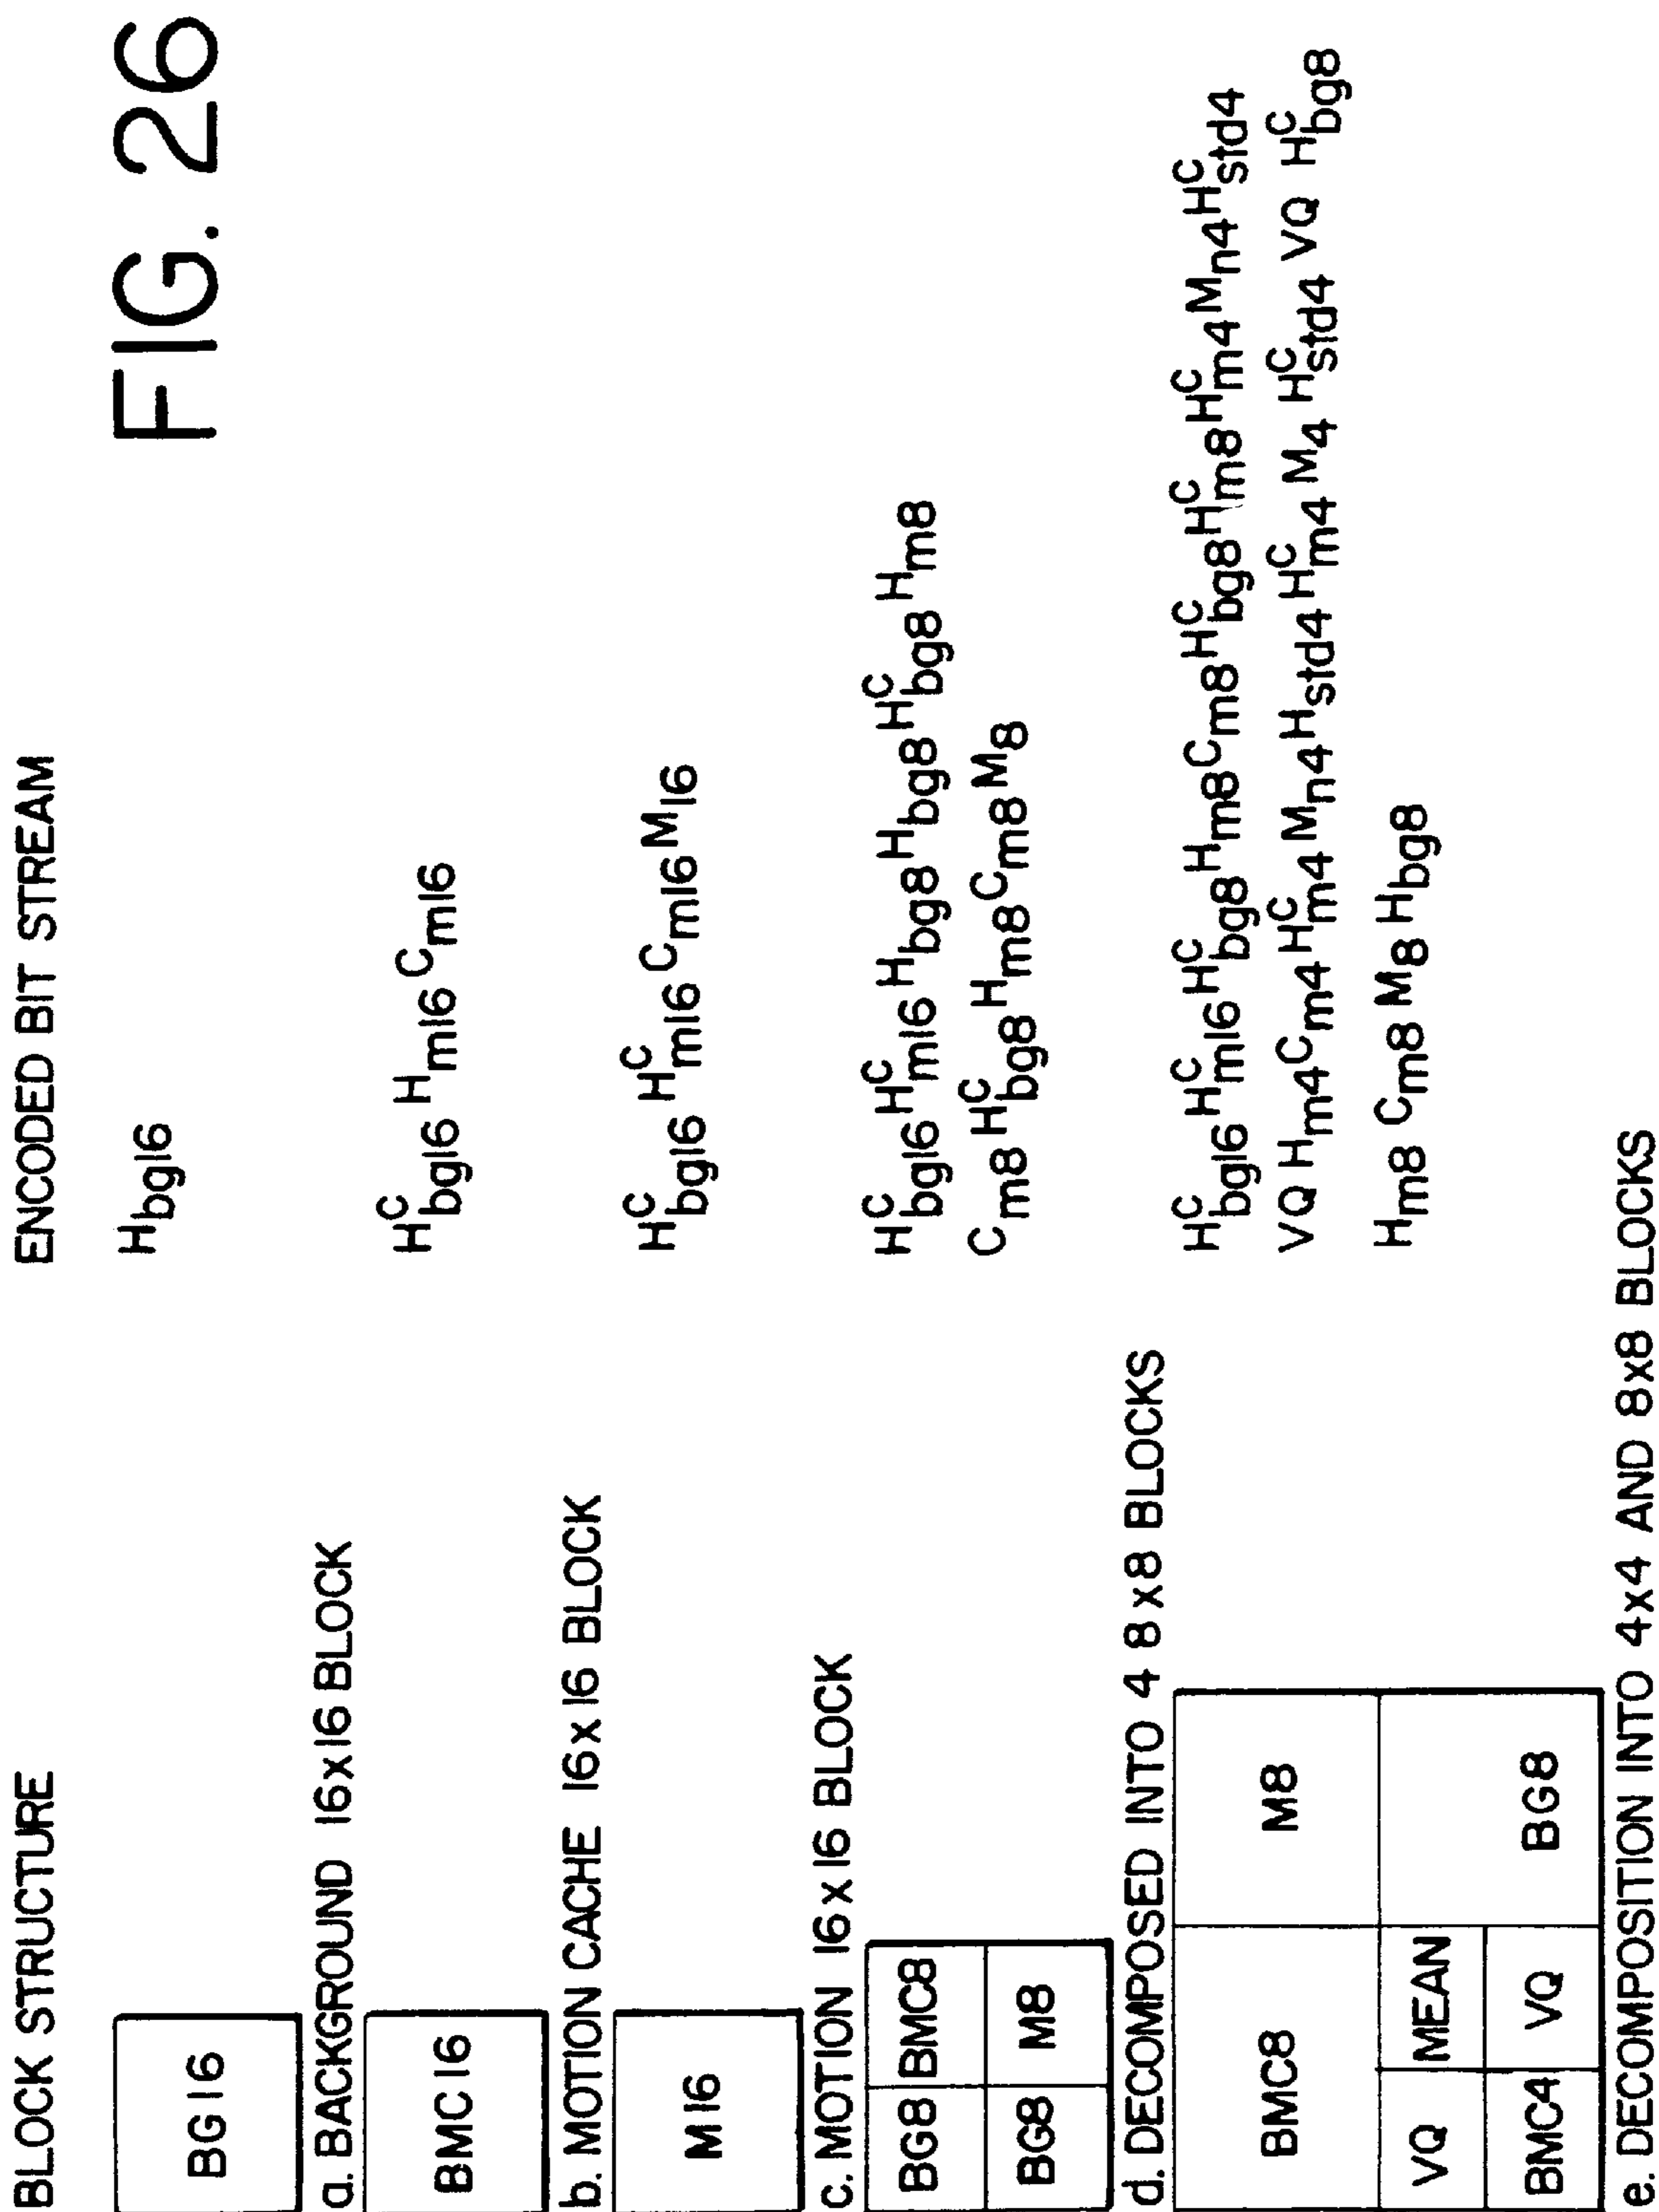 FIG. 26
BLOCK STRUCTURE
ENCODED BIT STREAM
BG16
H_bg16
a. BACKGROUND 16x16 BLOCK
BMC16
H^C_bg16 H_m16 C_m16
b. MOTION CACHE 16x16 BLOCK
M16
H^C_bg16 H^C_m16 C_m16 M_16
c. MOTION 16x16 BLOCK
BG8 BMC8
BG8 M8
H^C_bg16 H^C_m16 H_bg8 H_bg8 H^C_bg8 H_m8
C_m8 H^C_bg8 H_m8 C_m8 M_8
d. DECOMPOSED INTO 4 8x8 BLOCKS
BMC8 M8
VQ MEAN
BMC4 VQ BG8
H^C_bg16 H^C_m16 H^C_bg8 H_m8 C_m8 H^C_bg8 H^C_m8 H^C_m4 M_n4 H^C_std4
VQ H_m4 C_m4 H^C_m4 M_n4 H_std4 H^C_m4 M_4 H^C_std4 VQ H^C_bg8
H_m8 C_m8 M_8 H_bg8
e. DECOMPOSITION INTO 4x4 AND 8x8 BLOCKS